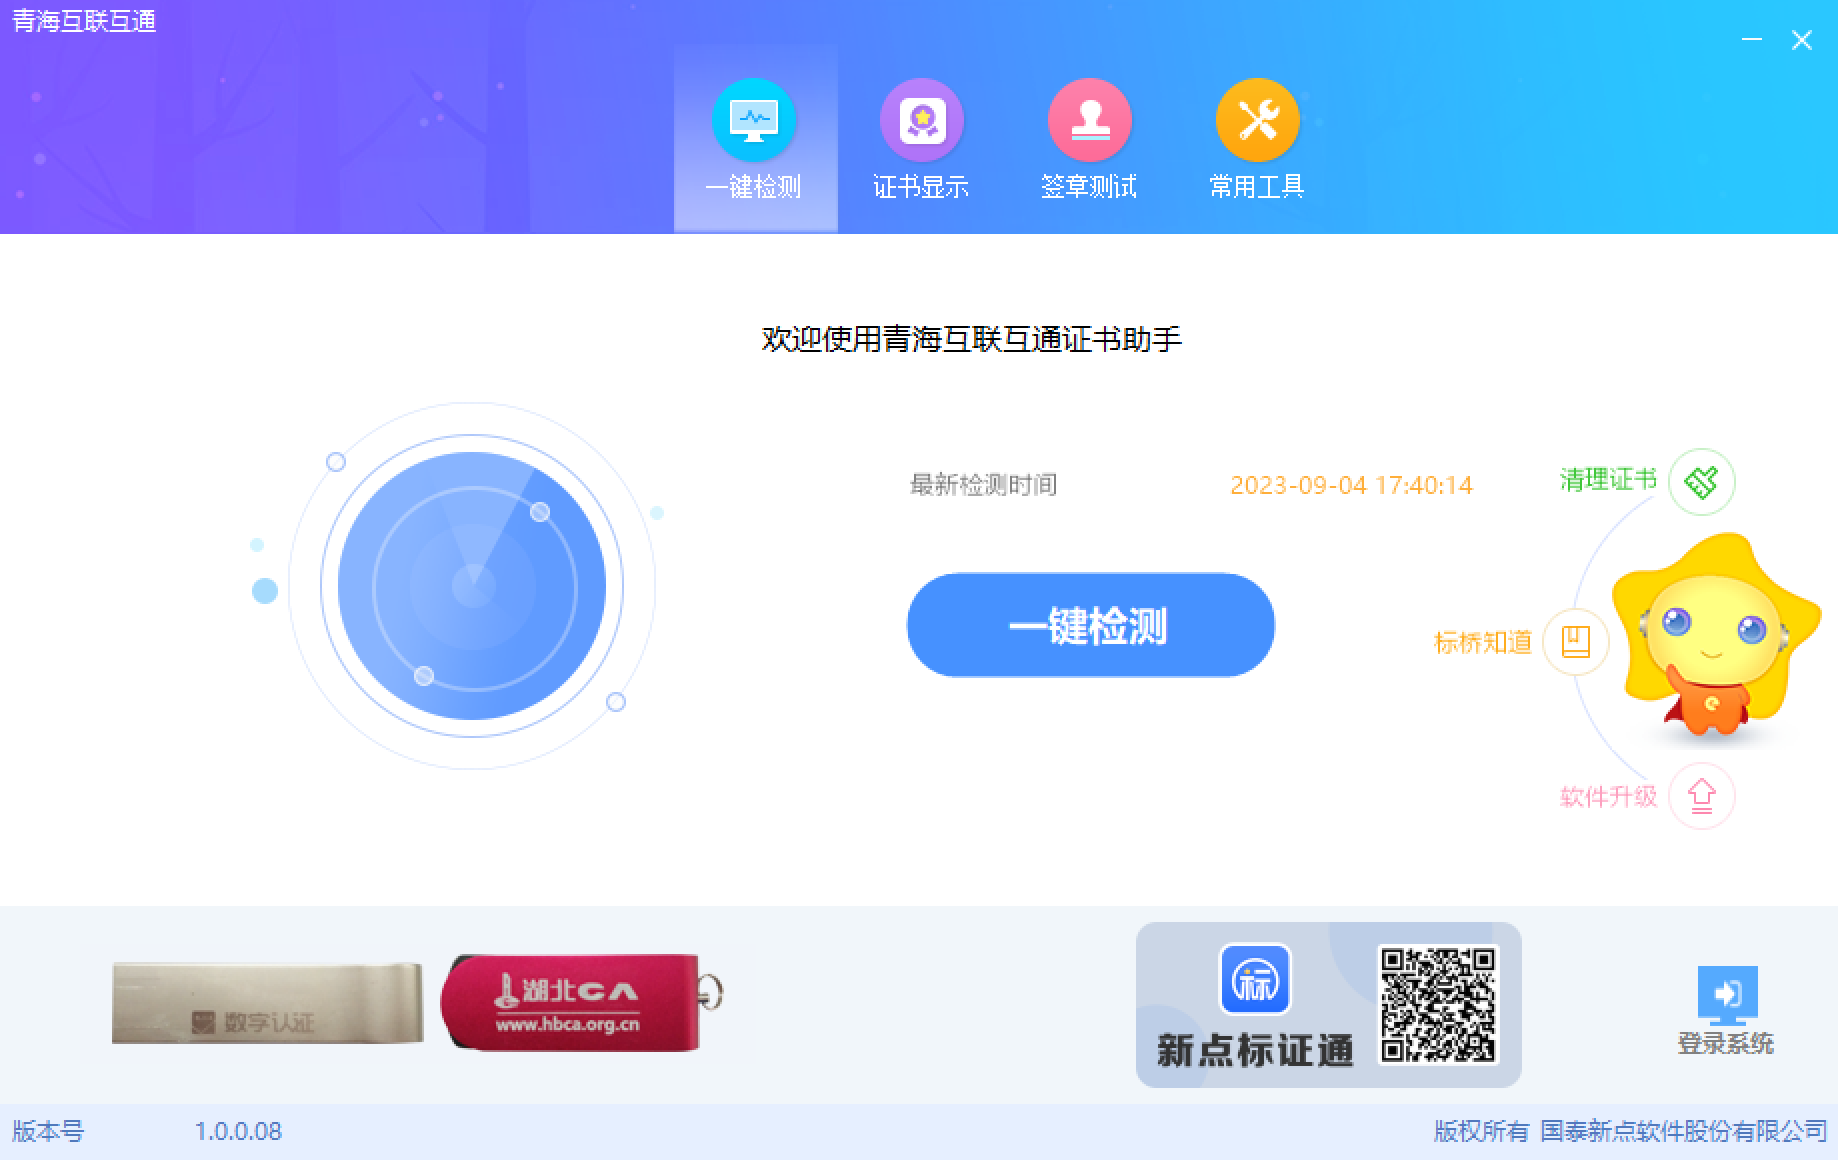 青海互联互通
一键检测
证书显示
签章测试
常用工具
欢迎使用青海互联互通证书助手
最新检测时间 2023-09-04 17:40:14
清理证书
一键检测
标桥知道
软件升级
数字认证
湖北CA
www.hbca.org.cn
标
新点标证通
登录系统
版本号 1.0.0.08
版权所有 国泰新点软件股份有限公司